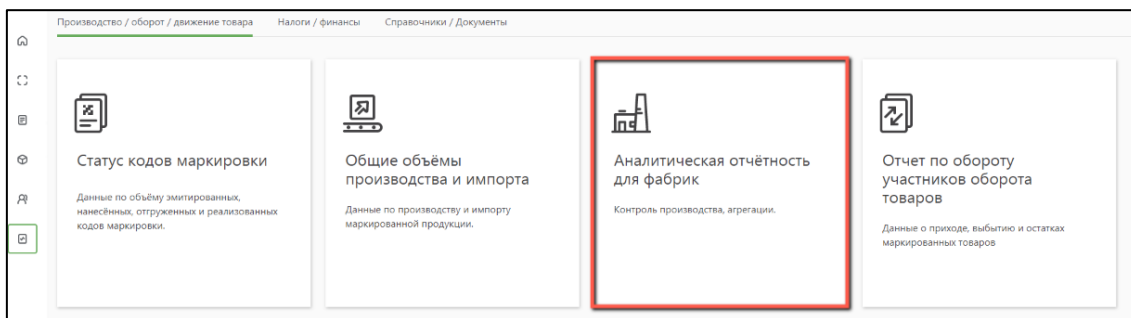 Производство / оборот / движение товара Налоги / финансы Справочники / Документы
Статус кодов маркировки
Данные по объёму эмитированных,
нанесённых, отгруженных и реализованных
кодов маркировки.
Общие объёмы
производства и импорта
Данные по производству и импорту
маркированной продукции.
Аналитическая отчётность
для фабрик
Контроль производства, агрегации.
Отчет по обороту
участников оборота
товаров
Данные о приходе, выбытию и остатках
маркированных товаров